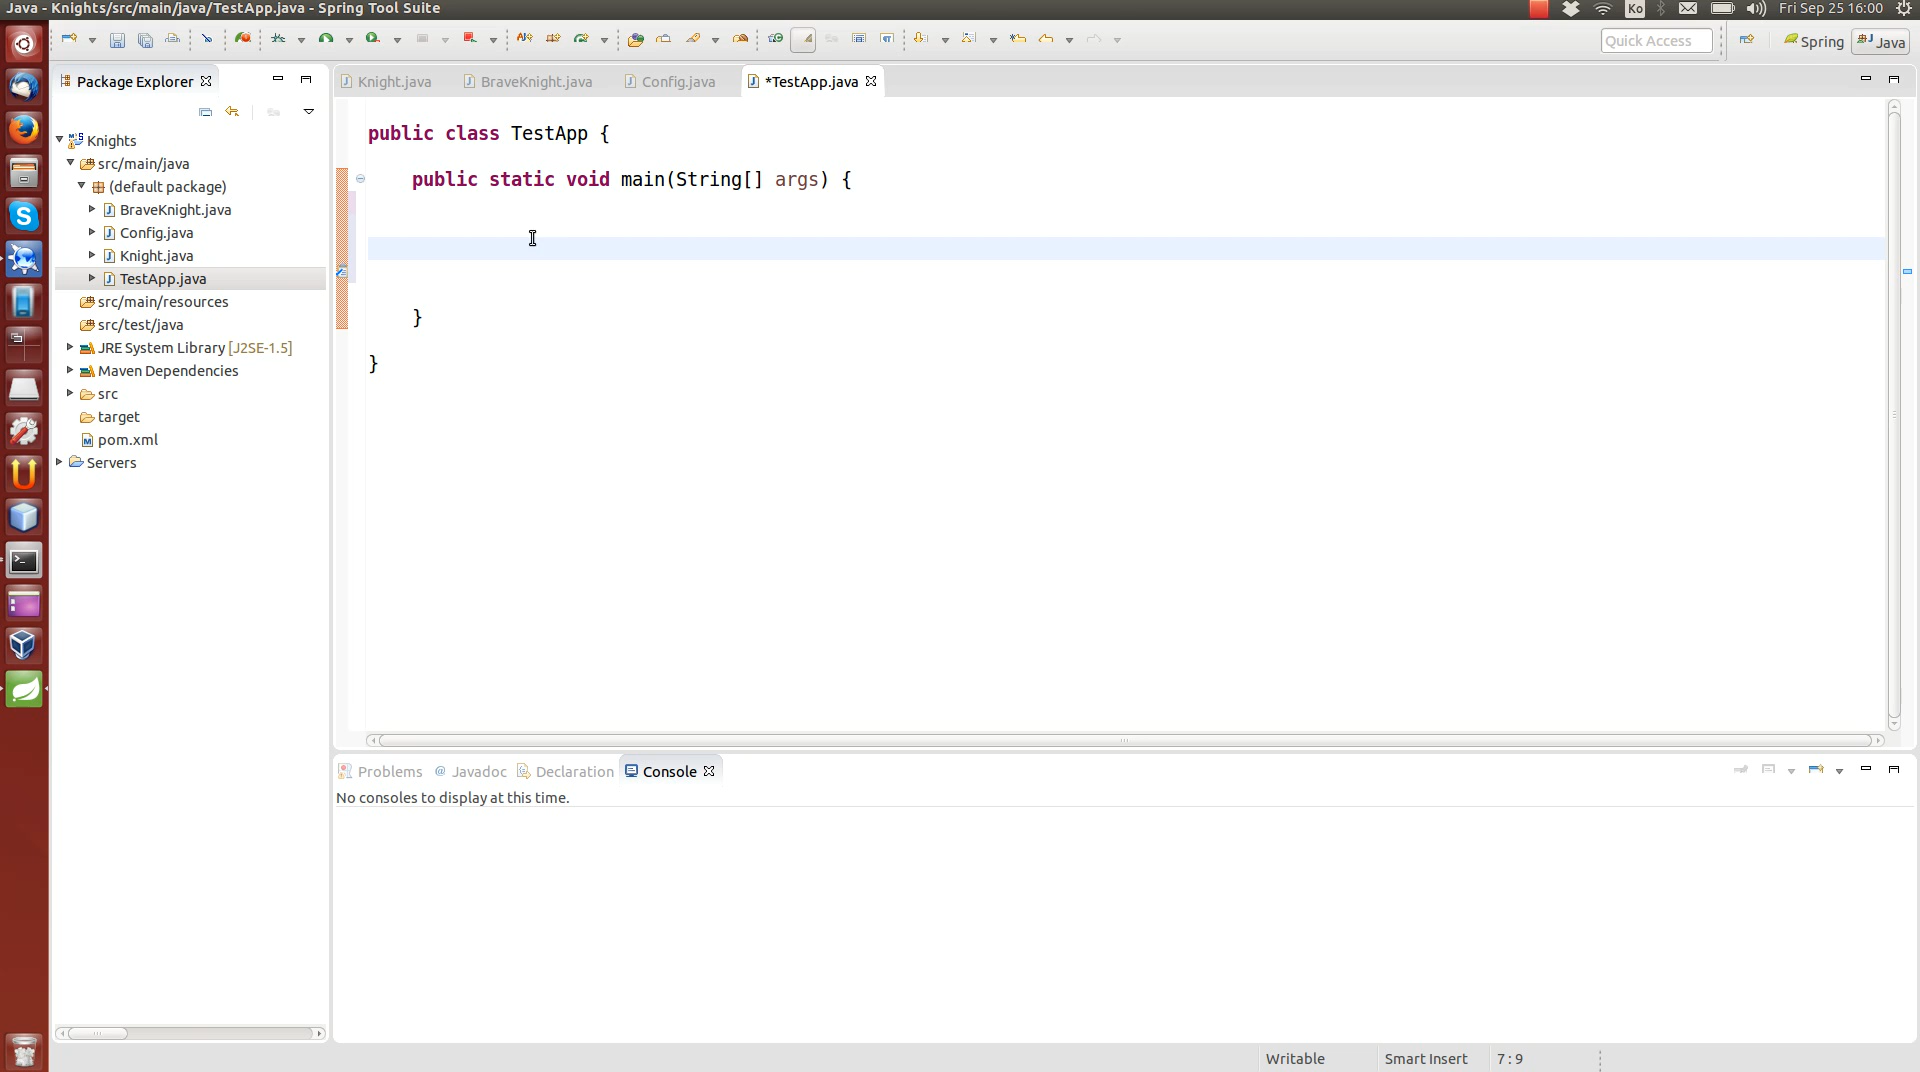 Java - Knights/src/main/java/TestApp.java - Spring Tool Suite
Ko
Fri Sep 25 16:00
Quick Access
Spring
Java
Package Explorer
Knights
src/main/java
(default package)
BraveKnight.java
Config.java
Knight.java
TestApp.java
src/main/resources
src/test/java
JRE System Library [J2SE-1.5]
Maven Dependencies
src
target
pom.xml
Servers
Knight.java
BraveKnight.java
Config.java
*TestApp.java
public class TestApp {
public static void main(String[] args) {
}
}
Problems
@ Javadoc
Declaration
Console
No consoles to display at this time.
Writable
Smart Insert
7 : 9